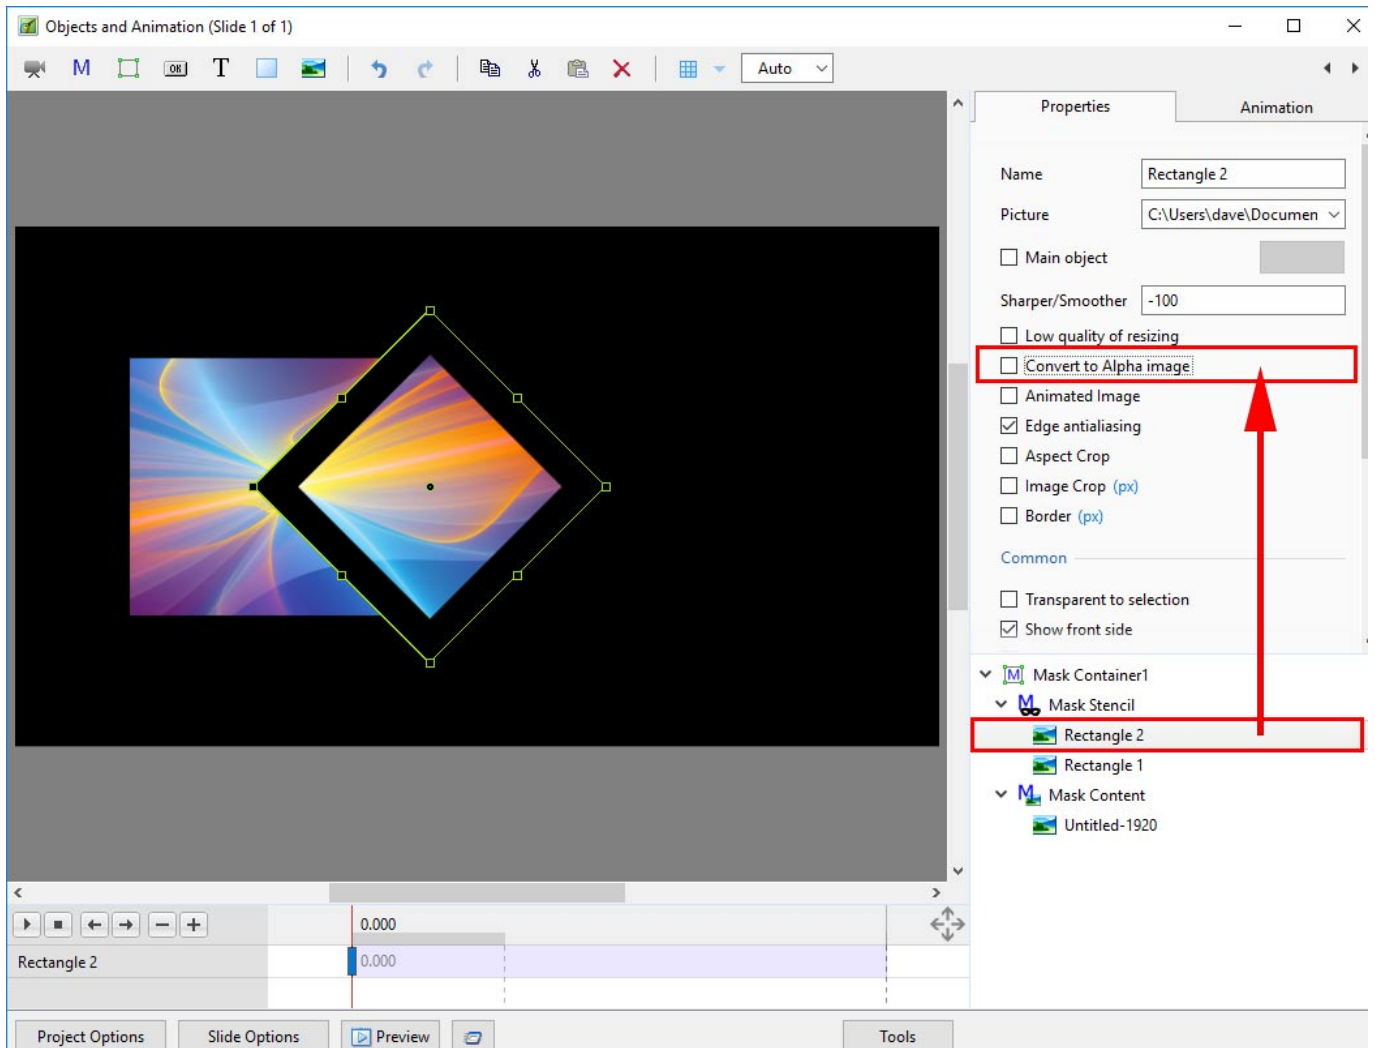 Objects and Animation (Slide 1 of 1)
M OK T Auto
Properties Animation
Name Rectangle 2
Picture C:\Users\dave\Documen
Main object
Sharper/Smoother -100
Low quality of resizing
Convert to Alpha image
Animated Image
Edge antialiasing
Aspect Crop
Image Crop (px)
Border (px)
Common
Transparent to selection
Show front side
M Mask Container1
M Mask Stencil
Rectangle 2
Rectangle 1
M Mask Content
Untitled-1920
0.000
Rectangle 2 0.000
Project Options Slide Options Preview Tools